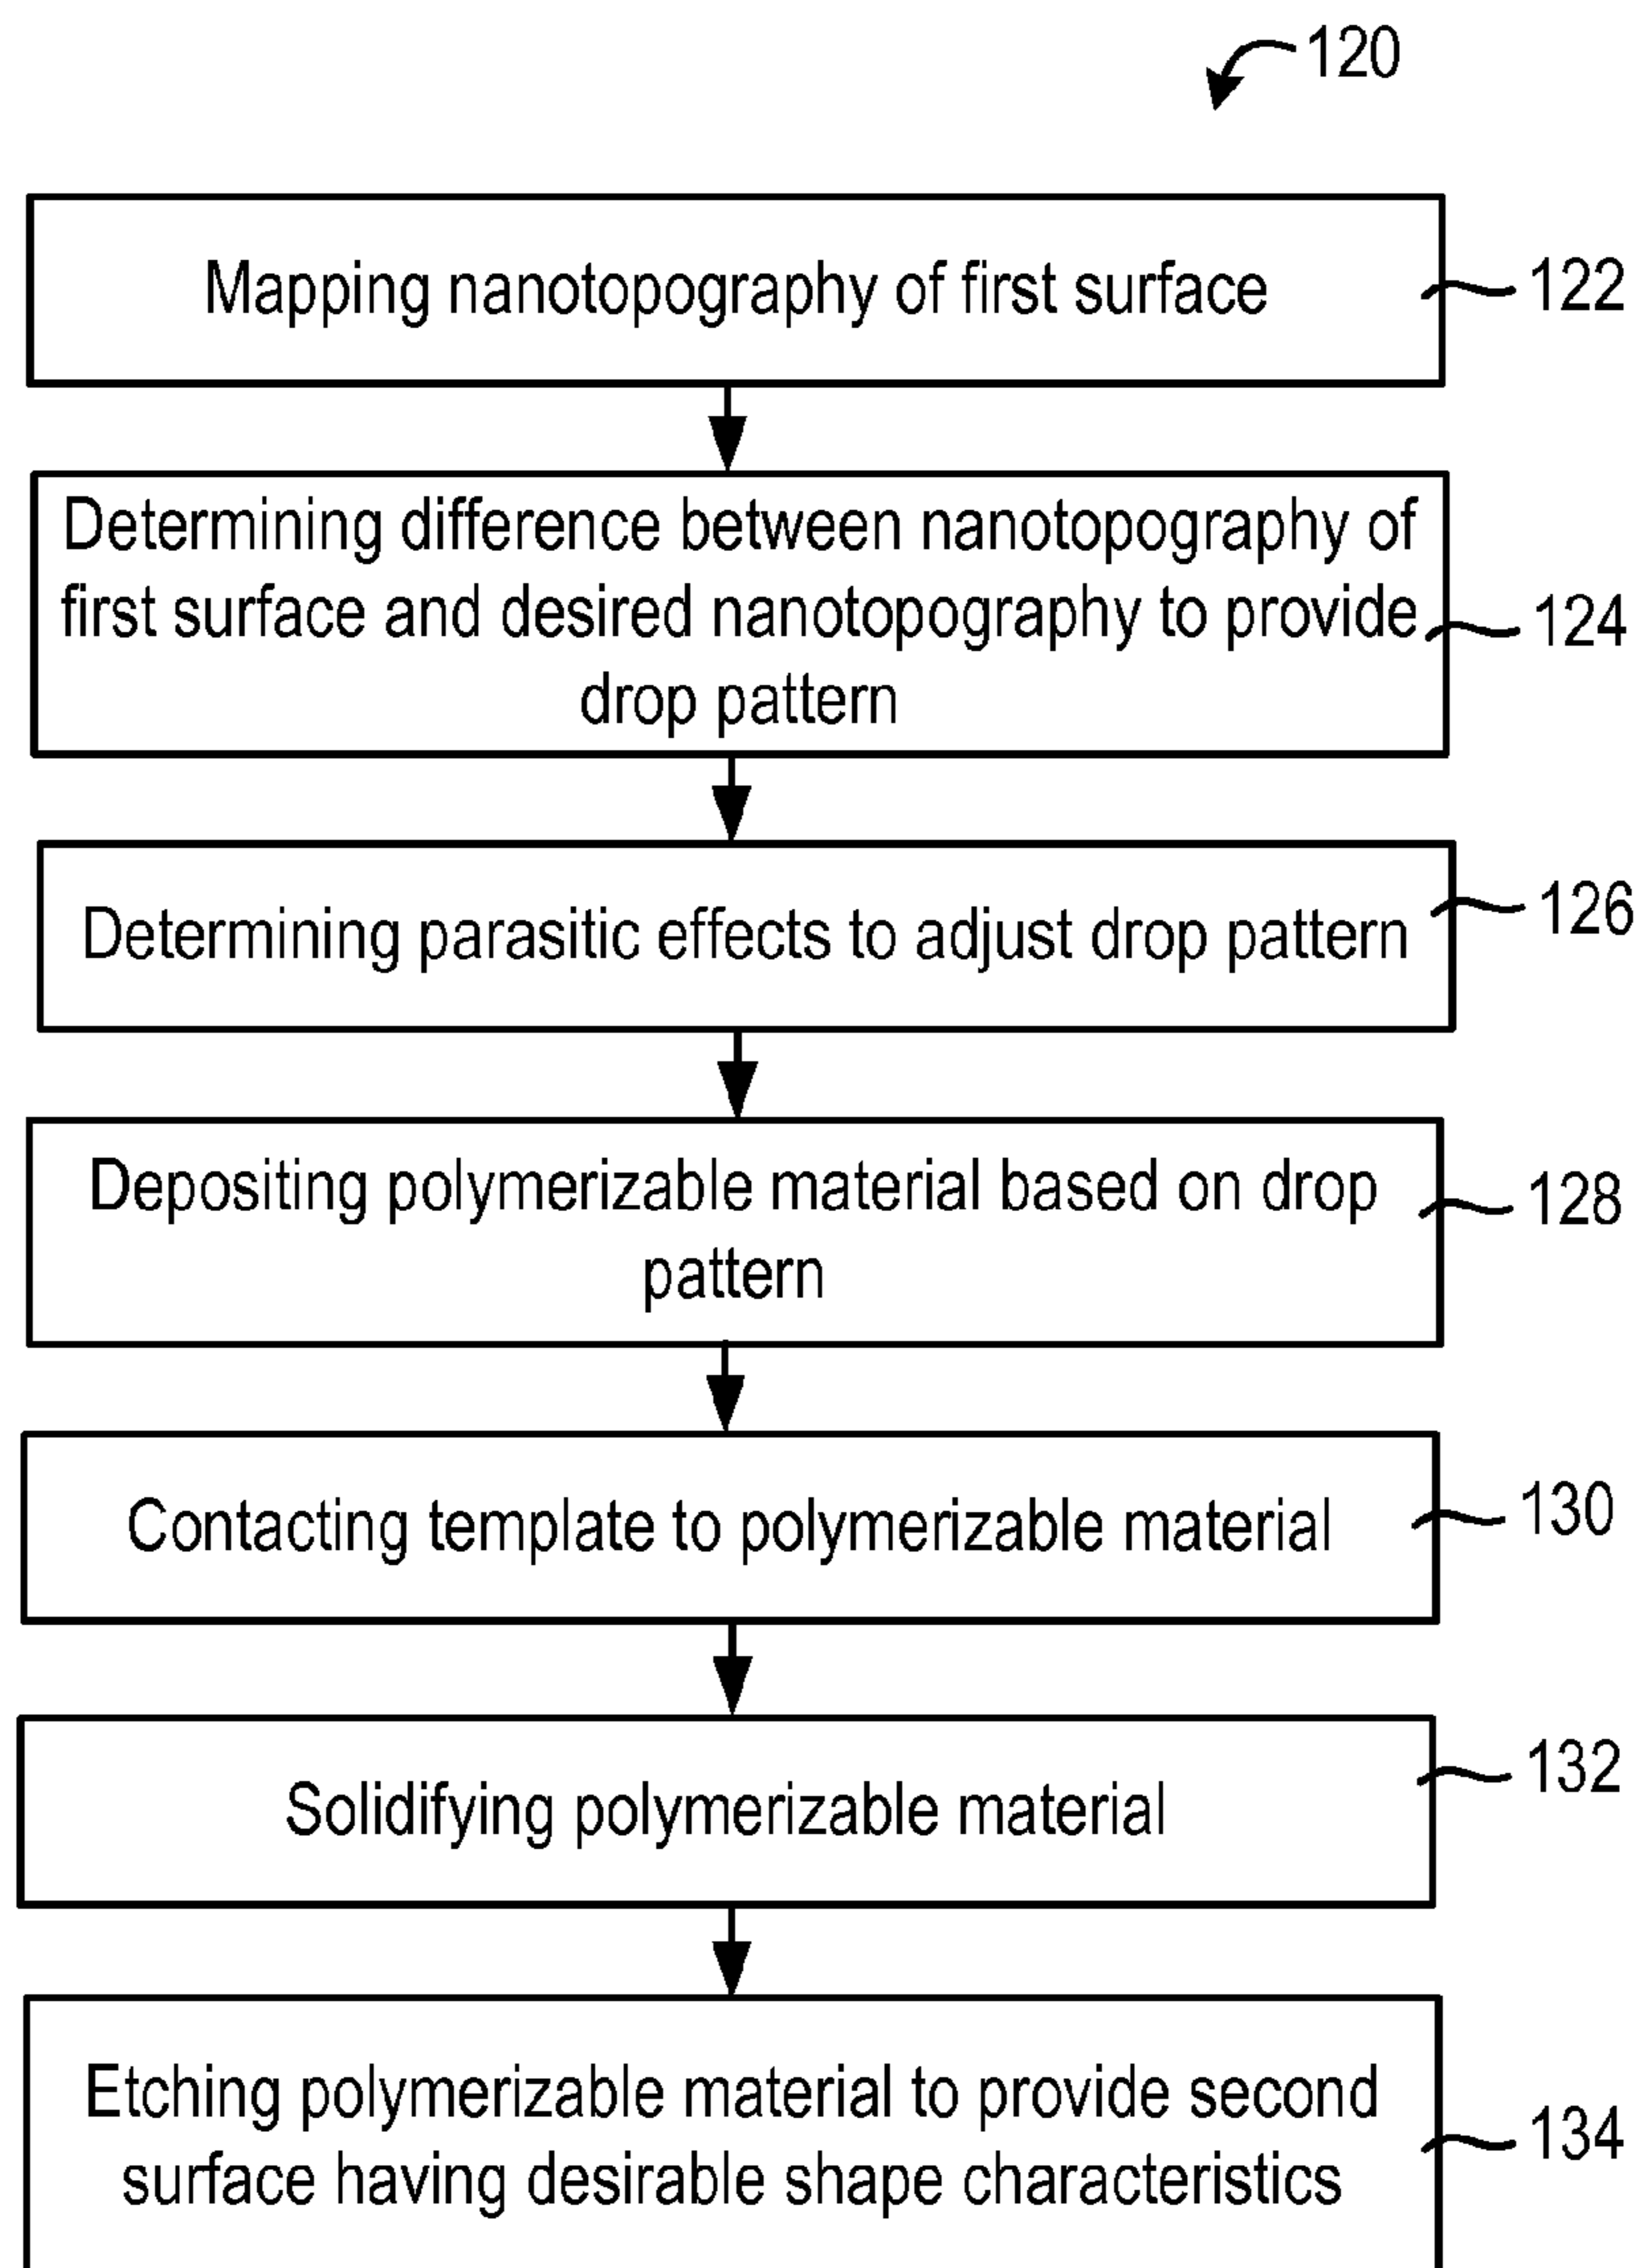 120
Mapping nanotopography of first surface
122
Determining difference between nanotopography of
first surface and desired nanotopography to provide
drop pattern
124
Determining parasitic effects to adjust drop pattern
126
Depositing polymerizable material based on drop
pattern
128
Contacting template to polymerizable material
130
Solidifying polymerizable material
132
Etching polymerizable material to provide second
surface having desirable shape characteristics
134